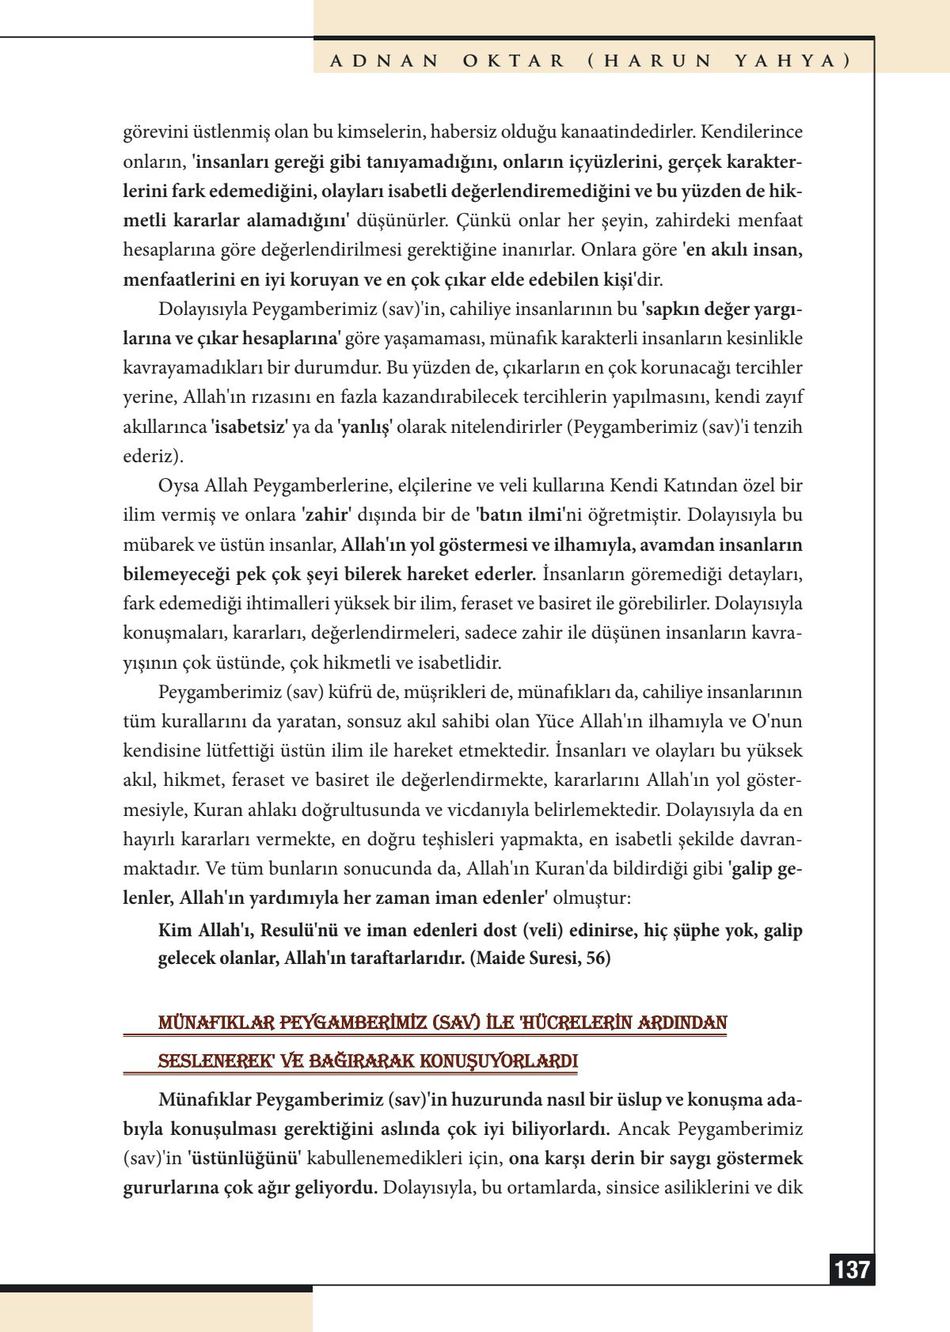 ADNAN OKTAR (HARUN YAHYA)
görevini üstlenmiş olan bu kimselerin, habersiz olduğu kanaatindedirler. Kendilerince
onların, 'insanları gereği gibi tanıyamadığını, onların içyüzlerini, gerçek karakter-
lerini fark edemediğini, olayları isabetli değerlendiremediğini ve bu yüzden de hik-
metli kararlar alamadığını' düşünürler. Çünkü onlar her şeyin, zahirdeki menfaat
hesaplarına göre değerlendirilmesi gerektiğine inanırlar. Onlara göre 'en akılı insan,
menfaatlerini en iyi koruyan ve en çok çıkar elde edebilen kişi'dir.
Dolayısıyla Peygamberimiz (sav)'in, cahiliye insanlarının bu 'sapkın değer yargı-
larına ve çıkar hesaplarına' göre yaşamaması, münafık karakterli insanların kesinlikle
kavrayamadıkları bir durumdur. Bu yüzden de, çıkarların en çok korunacağı tercihler
yerine, Allah'ın rızasını en fazla kazandırabilecek tercihlerin yapılmasını, kendi zayıf
akıllarınca 'isabetsiz' ya da 'yanlış' olarak nitelendirirler (Peygamberimiz (sav)'i tenzih
ederiz).
Oysa Allah Peygamberlerine, elçilerine ve veli kullarına Kendi Katından özel bir
ilim vermiş ve onlara 'zahir' dışında bir de 'batın ilmi'ni öğretmiştir. Dolayısıyla bu
mübarek ve üstün insanlar, Allah'ın yol göstermesi ve ilhamıyla, avamdan insanların
bilemeyeceği pek çok şeyi bilerek hareket ederler. İnsanların göremediği detayları,
fark edemediği ihtimalleri yüksek bir ilim, feraset ve basiret ile görebilirler. Dolayısıyla
konuşmaları, kararları, değerlendirmeleri, sadece zahir ile düşünen insanların kavra-
yışının çok üstünde, çok hikmetli ve isabetlidir.
Peygamberimiz (sav) küfrü de, müşrikleri de, münafıkları da, cahiliye insanlarının
tüm kurallarını da yaratan, sonsuz akıl sahibi olan Yüce Allah'ın ilhamıyla ve O'nun
kendisine lütfettiği üstün ilim ile hareket etmektedir. İnsanları ve olayları bu yüksek
akıl, hikmet, feraset ve basiret ile değerlendirmekte, kararlarını Allah'ın yol göster-
mesiyle, Kuran ahlakı doğrultusunda ve vicdanıyla belirlemektedir. Dolayısıyla da en
hayırlı kararları vermekte, en doğru teşhisleri yapmakta, en isabetli şekilde davran-
maktadır. Ve tüm bunların sonucunda da, Allah'ın Kuran'da bildirdiği gibi 'galip ge-
lenler, Allah'ın yardımıyla her zaman iman edenler' olmuştur:
Kim Allah'ı, Resulü'nü ve iman edenleri dost (veli) edinirse, hiç şüphe yok, galip
gelecek olanlar, Allah'ın taraftarlarıdır. (Maide Suresi, 56)
MÜNAFIKLAR PEYGAMBERİMİZ (SAV) İLE 'HÜCRELERİN ARDINDAN
SESLENEREK' VE BAĞIRARAK KONUŞUYORLARDI
Münafıklar Peygamberimiz (sav)'in huzurunda nasıl bir üslup ve konuşma ada-
bıyla konuşulması gerektiğini aslında çok iyi biliyorlardı. Ancak Peygamberimiz
(sav)'in 'üstünlüğünü' kabullenemedikleri için, ona karşı derin bir saygı göstermek
gururlarına çok ağır geliyordu. Dolayısıyla, bu ortamlarda, sinsice asiliklerini ve dik
137